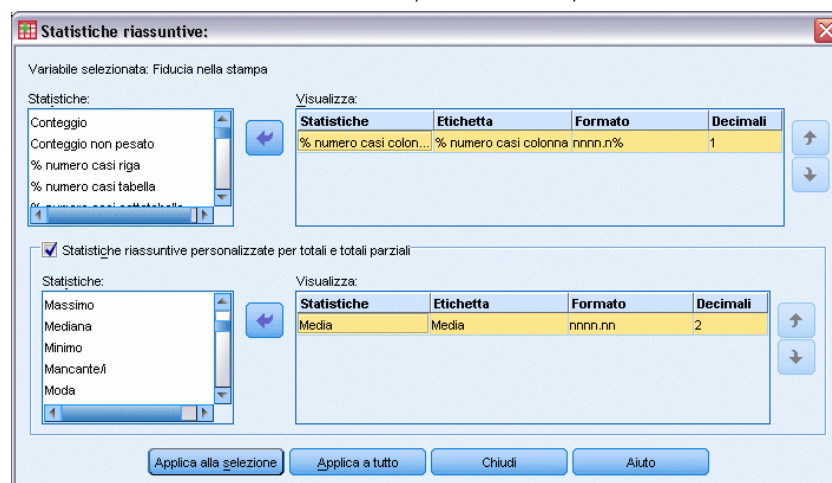 Statistiche riassuntive:
Variabile selezionata: Fiducia nella stampa
Statistiche:
Conteggio
Conteggio non pesato
% numero casi riga
% numero casi tabella
Visualizza:
Statistiche Etichetta Formato Decimali
% numero casi colon... % numero casi colonna nnnn.n% 1
Statistiche riassuntive personalizzate per totali e totali parziali
Statistiche:
Massimo
Mediana
Minimo
Mancante/i
Moda
Visualizza:
Statistiche Etichetta Formato Decimali
Media Media nnnn.nn 2
Applica alla selezione Applica a tutto Chiudi Aiuto